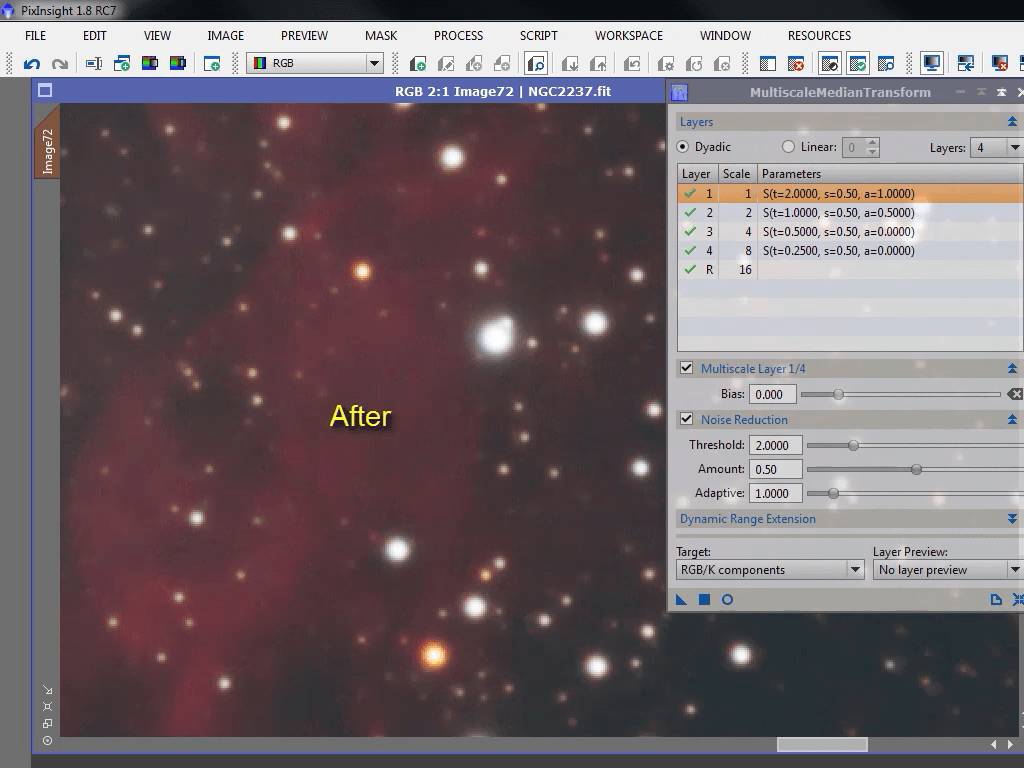 PixInsight 1.8 RC7
FILE EDIT VIEW IMAGE PREVIEW MASK PROCESS SCRIPT WORKSPACE WINDOW RESOURCES
RGB
RGB 2:1 Image72 | NGC2237.fit
Image72
After
MultiscaleMedianTransform
Layers
Dyadic Linear: 0 Layers: 4
Layer Scale Parameters
1 1 S(t=2.0000, s=0.50, a=1.0000)
2 2 S(t=1.0000, s=0.50, a=0.5000)
3 4 S(t=0.5000, s=0.50, a=0.0000)
4 8 S(t=0.2500, s=0.50, a=0.0000)
R 16
Multiscale Layer 1/4
Bias: 0.000
Noise Reduction
Threshold: 2.0000
Amount: 0.50
Adaptive: 1.0000
Dynamic Range Extension
Target: Layer Preview:
RGB/K components No layer preview